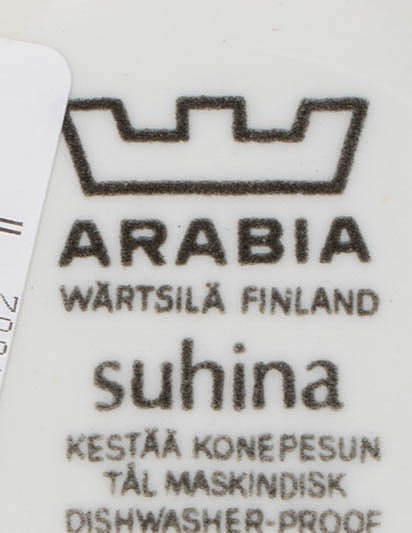 ARABIA
WÄRTSILÄ FINLAND
suhina
KESTÄÄ KONEPESUN
TÅL MASKINDISK
DISHWASHER-PROOF